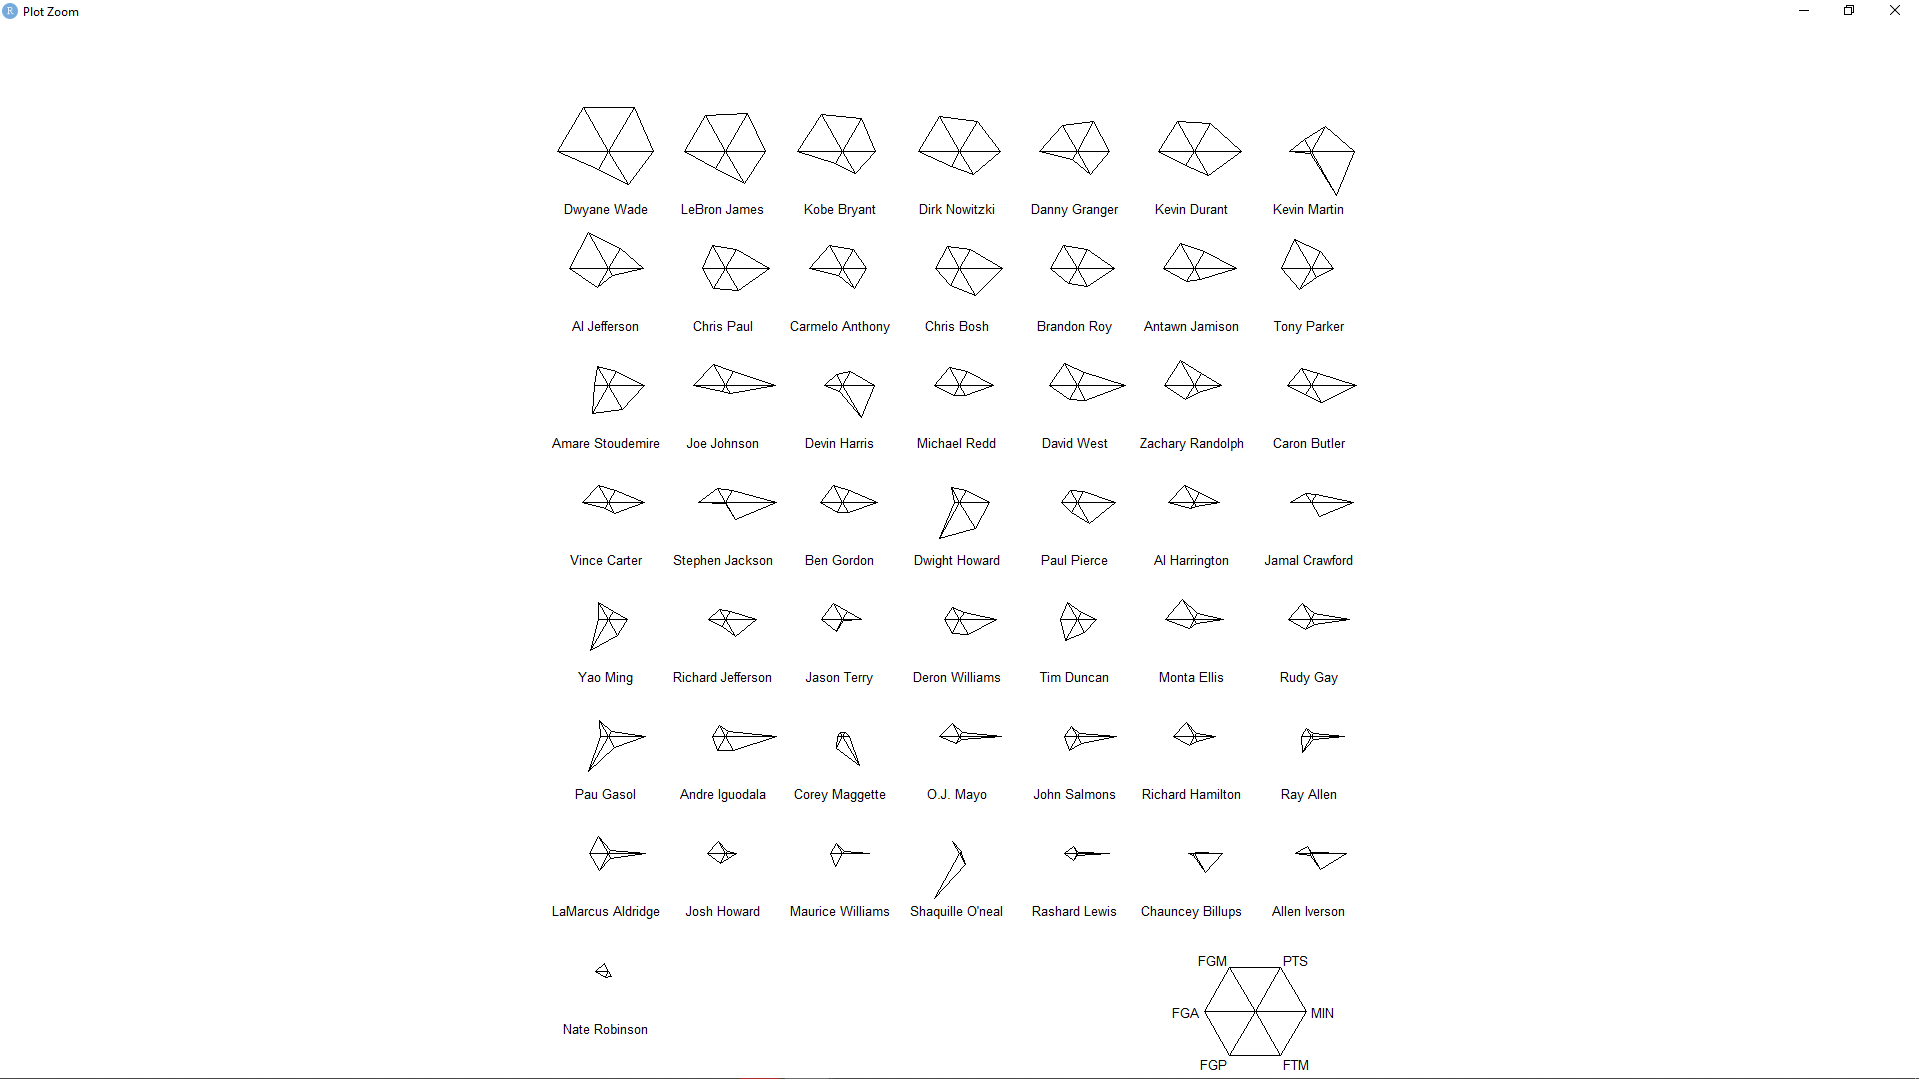 R Plot Zoom
Dwyane Wade LeBron James Kobe Bryant Dirk Nowitzki Danny Granger Kevin Durant Kevin Martin
Al Jefferson Chris Paul Carmelo Anthony Chris Bosh Brandon Roy Antawn Jamison Tony Parker
Amare Stoudemire Joe Johnson Devin Harris Michael Redd David West Zachary Randolph Caron Butler
Vince Carter Stephen Jackson Ben Gordon Dwight Howard Paul Pierce Al Harrington Jamal Crawford
Yao Ming Richard Jefferson Jason Terry Deron Williams Tim Duncan Monta Ellis Rudy Gay
Pau Gasol Andre Iguodala Corey Maggette O.J. Mayo John Salmons Richard Hamilton Ray Allen
LaMarcus Aldridge Josh Howard Maurice Williams Shaquille O'neal Rashard Lewis Chauncey Billups Allen Iverson
FGM PTS
FGA MIN
Nate Robinson
FGP FTM